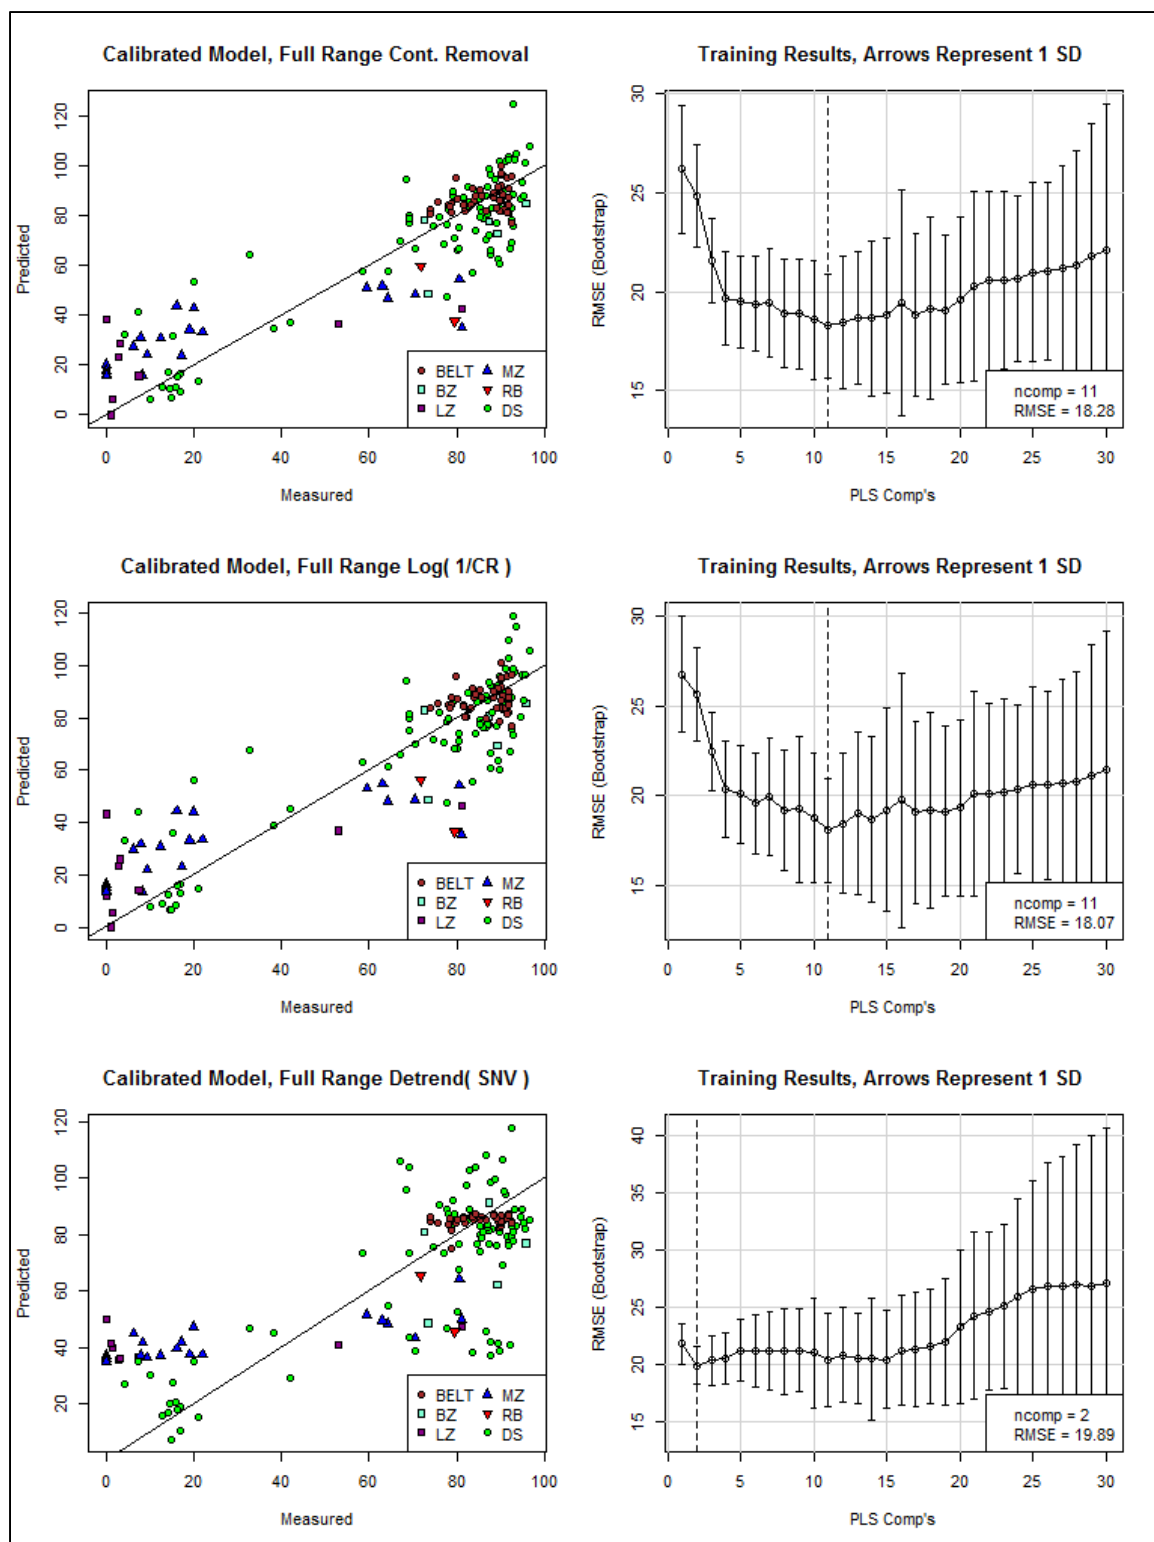 Calibrated Model, Full Range Cont. Removal
Predicted
120
100
80
60
40
20
0
BELT MZ
BZ RB
LZ DS
0 20 40 60 80 100
Measured
Training Results, Arrows Represent 1 SD
RMSE (Bootstrap)
30
25
20
15
ncomp = 11
RMSE = 18.28
0 5 10 15 20 25 30
PLS Comp's
Calibrated Model, Full Range Log( 1/CR )
Predicted
120
100
80
60
40
20
0
BELT MZ
BZ RB
LZ DS
0 20 40 60 80 100
Measured
Training Results, Arrows Represent 1 SD
RMSE (Bootstrap)
30
25
20
15
ncomp = 11
RMSE = 18.07
0 5 10 15 20 25 30
PLS Comp's
Calibrated Model, Full Range Detrend( SNV )
Predicted
120
100
80
60
40
20
BELT MZ
BZ RB
LZ DS
0 20 40 60 80 100
Measured
Training Results, Arrows Represent 1 SD
RMSE (Bootstrap)
40
35
30
25
20
15
ncomp = 2
RMSE = 19.89
0 5 10 15 20 25 30
PLS Comp's